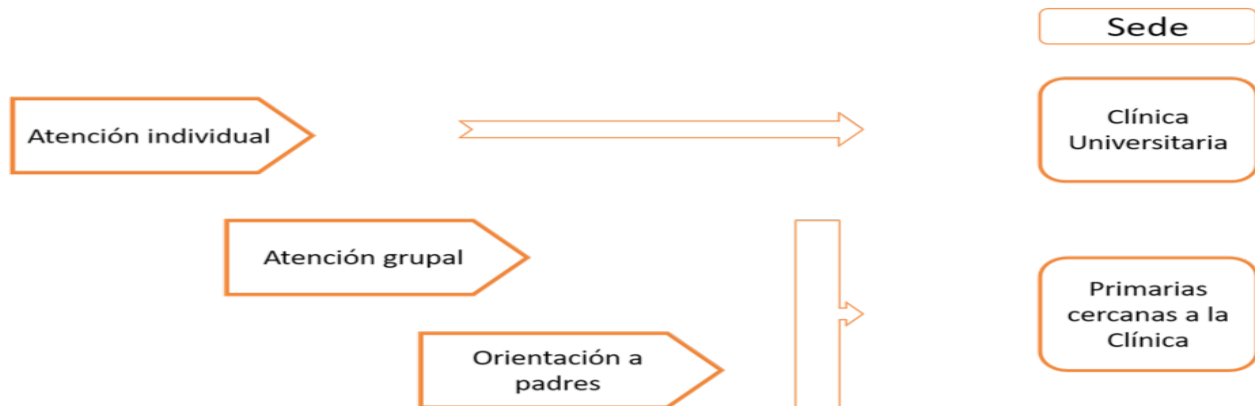 Sede
Atención individual
Clínica
Universitaria
Atención grupal
Primarias
cercanas a la
Clínica
Orientación a
padres